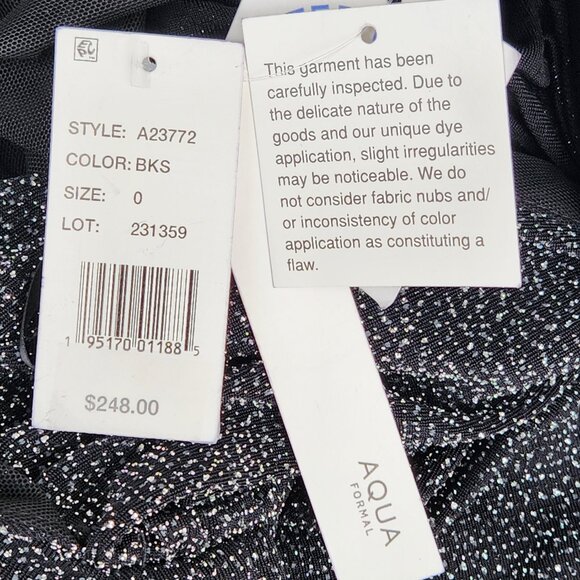 STYLE: A23772
COLOR: BKS
SIZE: 0
LOT: 231359
1 95170 01188 5
$248.00
This garment has been
carefully inspected. Due to
the delicate nature of the
goods and our unique dye
application, slight irregularities
may be noticeable. We do
not consider fabric nubs and/
or inconsistency of color
application as constituting a
flaw.
AQUA
FORMAL